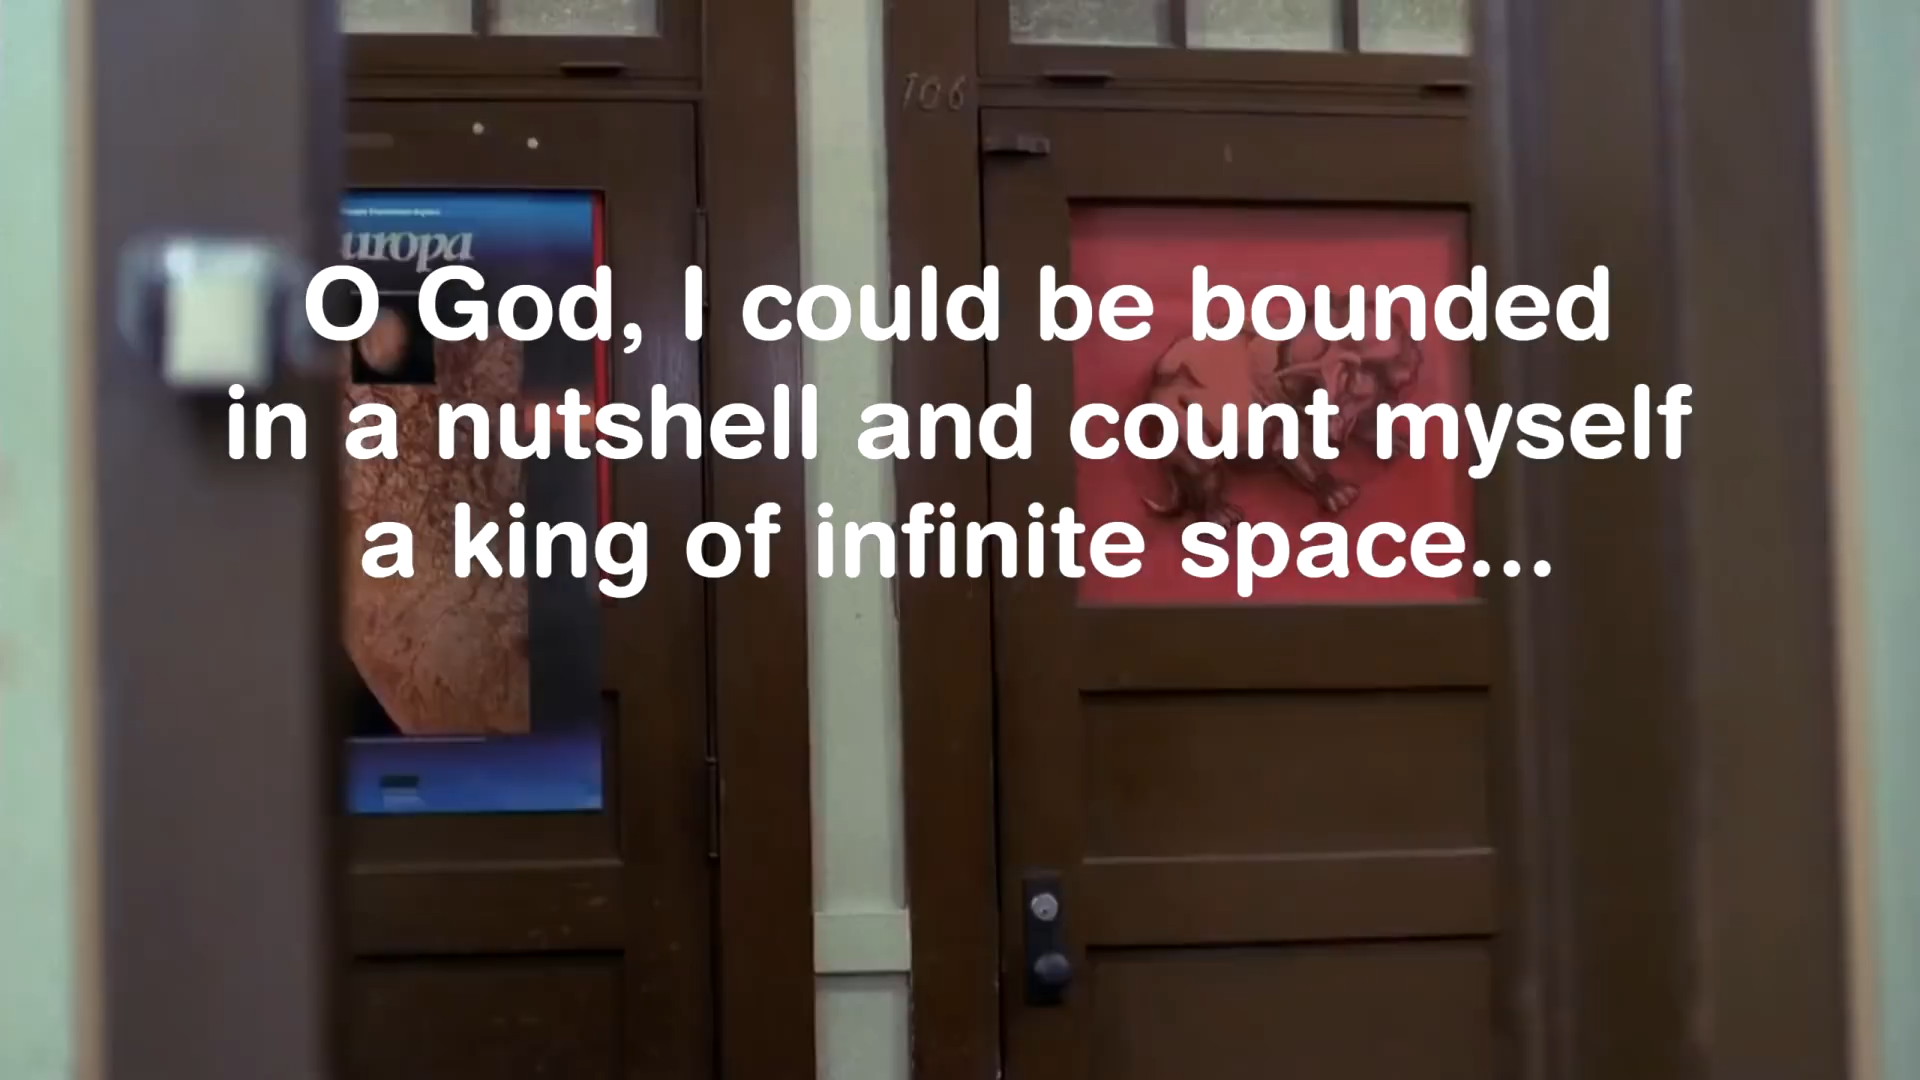 106
uropa
O God, I could be bounded
in a nutshell and count myself
a king of infinite space...